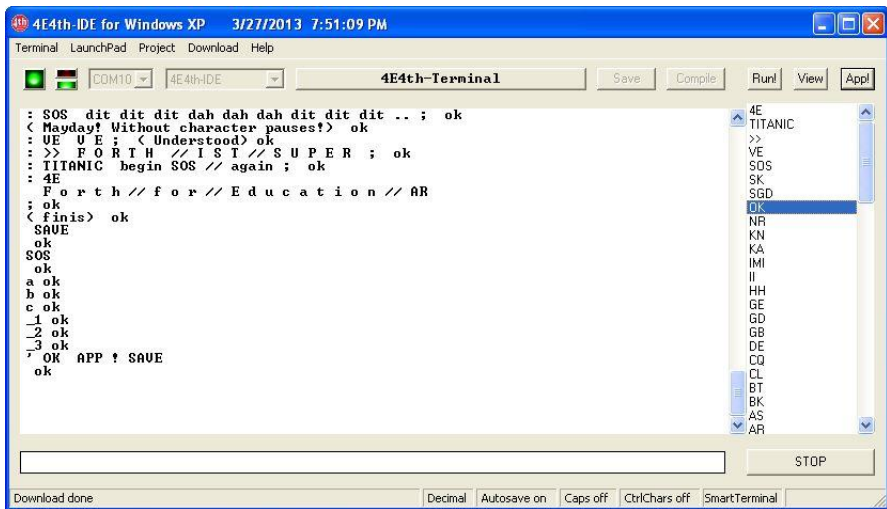 4E4th-IDE for Windows XP 3/27/2013 7:51:09 PM
Terminal LaunchPad Project Download Help
COM10 4E4th-IDE 4E4th-Terminal Save Compile Run! View App!
: SOS dit dit dit dah dah dah dit dit dit .. ; ok
( Mayday! Without character pauses!) ok
: VE V E ; ( Understood) ok
: >> F O R T H // I S T // S U P E R ; ok
: TITANIC begin SOS // again ; ok
: 4E
F o r t h // f o r // E d u c a t i o n // AR
; ok
( finis) ok
SAVE
ok
SOS
ok
a ok
b ok
c ok
_1 ok
_2 ok
_3 ok
' OK APP ! SAVE
ok
4E
TITANIC
>>
VE
SOS
SK
SGD
OK
NR
KN
KA
IMI
II
HH
GE
GD
GB
DE
CQ
CL
BT
BK
AS
AR
STOP
Download done Decimal Autosave on Caps off CtrlChars off SmartTerminal